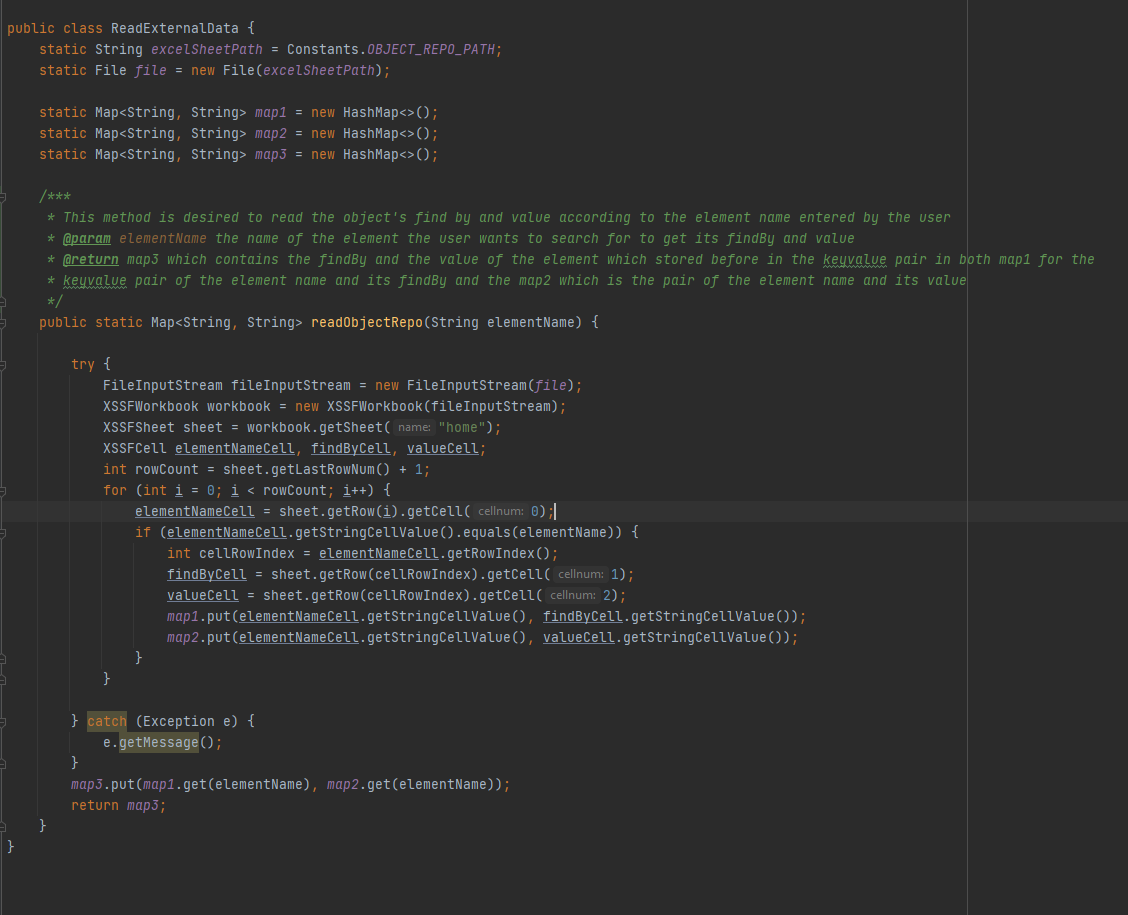 public class ReadExternalData {
static String excelSheetPath = Constants.OBJECT_REPO_PATH;
static File file = new File(excelSheetPath);
static Map<String, String> map1 = new HashMap<>();
static Map<String, String> map2 = new HashMap<>();
static Map<String, String> map3 = new HashMap<>();
/***
* This method is desired to read the object's find by and value according to the element name entered by the user
* @param elementName the name of the element the user wants to search for to get its findBy and value
* @return map3 which contains the findBy and the value of the element which stored before in the keyvalue pair in both map1 for the
* keyvalue pair of the element name and its findBy and the map2 which is the pair of the element name and its value
*/
public static Map<String, String> readObjectRepo(String elementName) {
try {
FileInputStream fileInputStream = new FileInputStream(file);
XSSFWorkbook workbook = new XSSFWorkbook(fileInputStream);
XSSFSheet sheet = workbook.getSheet( name: "home");
XSSFCell elementNameCell, findByCell, valueCell;
int rowCount = sheet.getLastRowNum() + 1;
for (int i = 0; i < rowCount; i++) {
elementNameCell = sheet.getRow(i).getCell( cellnum: 0);
if (elementNameCell.getStringCellValue().equals(elementName)) {
int cellRowIndex = elementNameCell.getRowIndex();
findByCell = sheet.getRow(cellRowIndex).getCell( cellnum: 1);
valueCell = sheet.getRow(cellRowIndex).getCell( cellnum: 2);
map1.put(elementNameCell.getStringCellValue(), findByCell.getStringCellValue());
map2.put(elementNameCell.getStringCellValue(), valueCell.getStringCellValue());
}
}
} catch (Exception e) {
e.getMessage();
}
map3.put(map1.get(elementName), map2.get(elementName));
return map3;
}
}